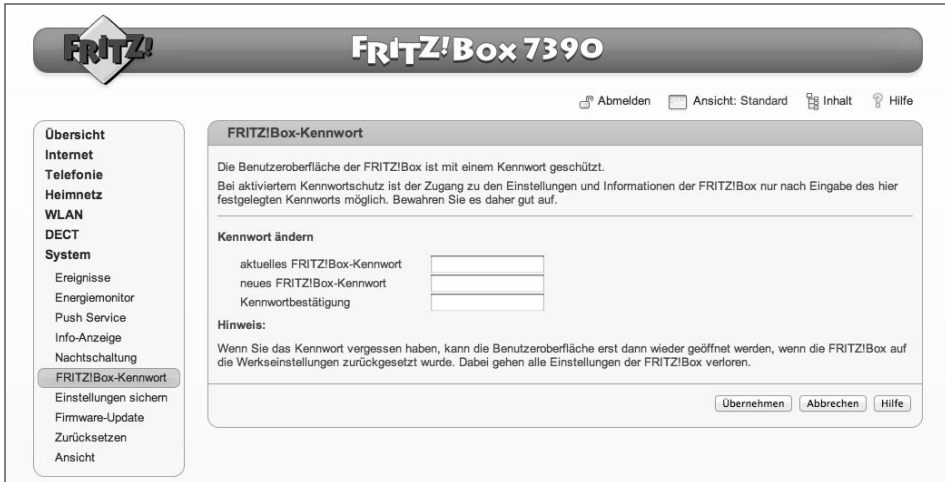 FRITZ!
FRITZ!Box 7390
Abmelden
Ansicht: Standard
Inhalt
Hilfe
Übersicht
Internet
Telefonie
Heimnetz
WLAN
DECT
System
Ereignisse
Energiemonitor
Push Service
Info-Anzeige
Nachtschaltung
FRITZ!Box-Kennwort
Einstellungen sichern
Firmware-Update
Zurücksetzen
Ansicht
FRITZ!Box-Kennwort
Die Benutzeroberfläche der FRITZ!Box ist mit einem Kennwort geschützt.
Bei aktiviertem Kennwortschutz ist der Zugang zu den Einstellungen und Informationen der FRITZ!Box nur nach Eingabe des hier
festgelegten Kennworts möglich. Bewahren Sie es daher gut auf.
Kennwort ändern
aktuelles FRITZ!Box-Kennwort
neues FRITZ!Box-Kennwort
Kennwortbestätigung
Hinweis:
Wenn Sie das Kennwort vergessen haben, kann die Benutzeroberfläche erst dann wieder geöffnet werden, wenn die FRITZ!Box auf
die Werkseinstellungen zurückgesetzt wurde. Dabei gehen alle Einstellungen der FRITZ!Box verloren.
Übernehmen
Abbrechen
Hilfe